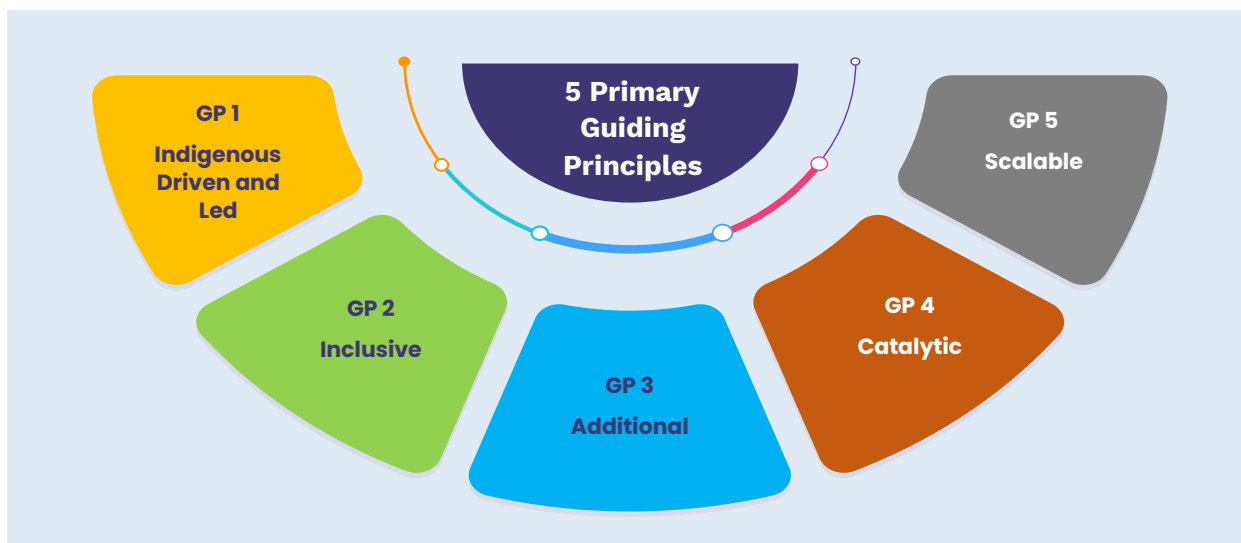 5 Primary
Guiding
Principles
GP 1
Indigenous
Driven and
Led
GP 2
Inclusive
GP 3
Additional
GP 4
Catalytic
GP 5
Scalable